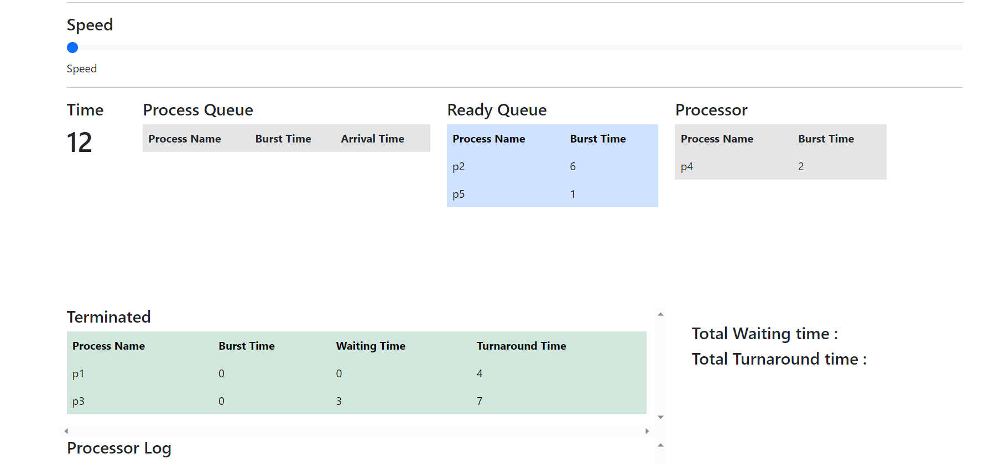 Speed
Speed
Time
12
Process Queue
Process Name Burst Time Arrival Time
Ready Queue
Process Name Burst Time
p2 6
p5 1
Processor
Process Name Burst Time
p4 2
Terminated
Process Name Burst Time Waiting Time Turnaround Time
p1 0 0 4
p3 0 3 7
Total Waiting time :
Total Turnaround time :
Processor Log